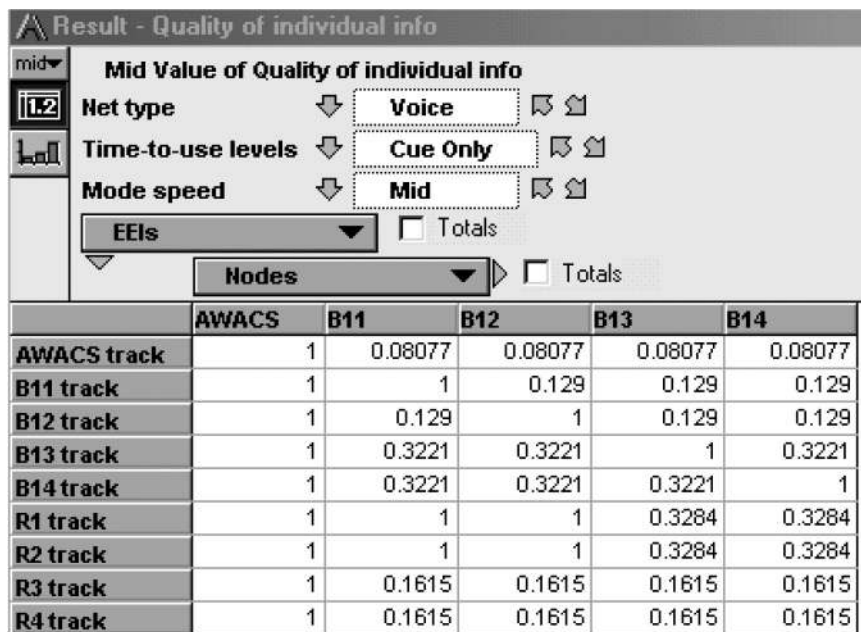 Result - Quality of individual info
mid
Mid Value of Quality of individual info
1.2
Net type Voice
Time-to-use levels Cue Only
Mode speed Mid
EEIs Totals
Nodes Totals
AWACS B11 B12 B13 B14
AWACS track 1 0.08077 0.08077 0.08077 0.08077
B11 track 1 1 0.129 0.129 0.129
B12 track 1 0.129 1 0.129 0.129
B13 track 1 0.3221 0.3221 1 0.3221
B14 track 1 0.3221 0.3221 0.3221 1
R1 track 1 1 1 0.3284 0.3284
R2 track 1 1 1 0.3284 0.3284
R3 track 1 0.1615 0.1615 0.1615 0.1615
R4 track 1 0.1615 0.1615 0.1615 0.1615